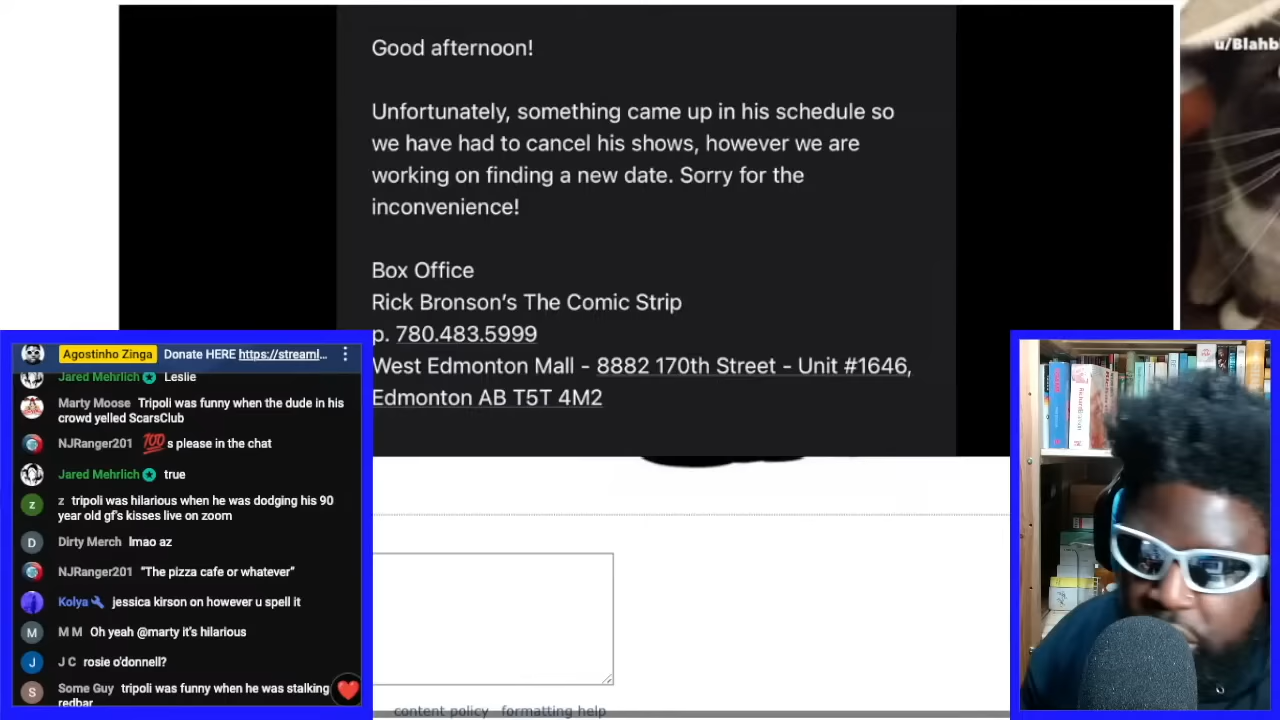 u/Blahb
Good afternoon!
Unfortunately, something came up in his schedule so
we have had to cancel his shows, however we are
working on finding a new date. Sorry for the
inconvenience!
Box Office
Rick Bronson's The Comic Strip
p. 780.483.5999
West Edmonton Mall - 8882 170th Street - Unit #1646,
Edmonton AB T5T 4M2
Agostinho Zinga Donate HERE https://streaml...
Jared Mehrlich Leslie
Marty Moose Tripoli was funny when the dude in his
crowd yelled ScarsClub
NJRanger201 💯 s please in the chat
Jared Mehrlich true
z z tripoli was hilarious when he was dodging his 90
year old gf's kisses live on zoom
D Dirty Merch lmao az
NJRanger201 “The pizza cafe or whatever”
Kolya jessica kirson on however u spell it
M M M Oh yeah @marty it's hilarious
J J C rosie o'donnell?
S Some Guy tripoli was funny when he was stalking
redbar
content policy formatting help